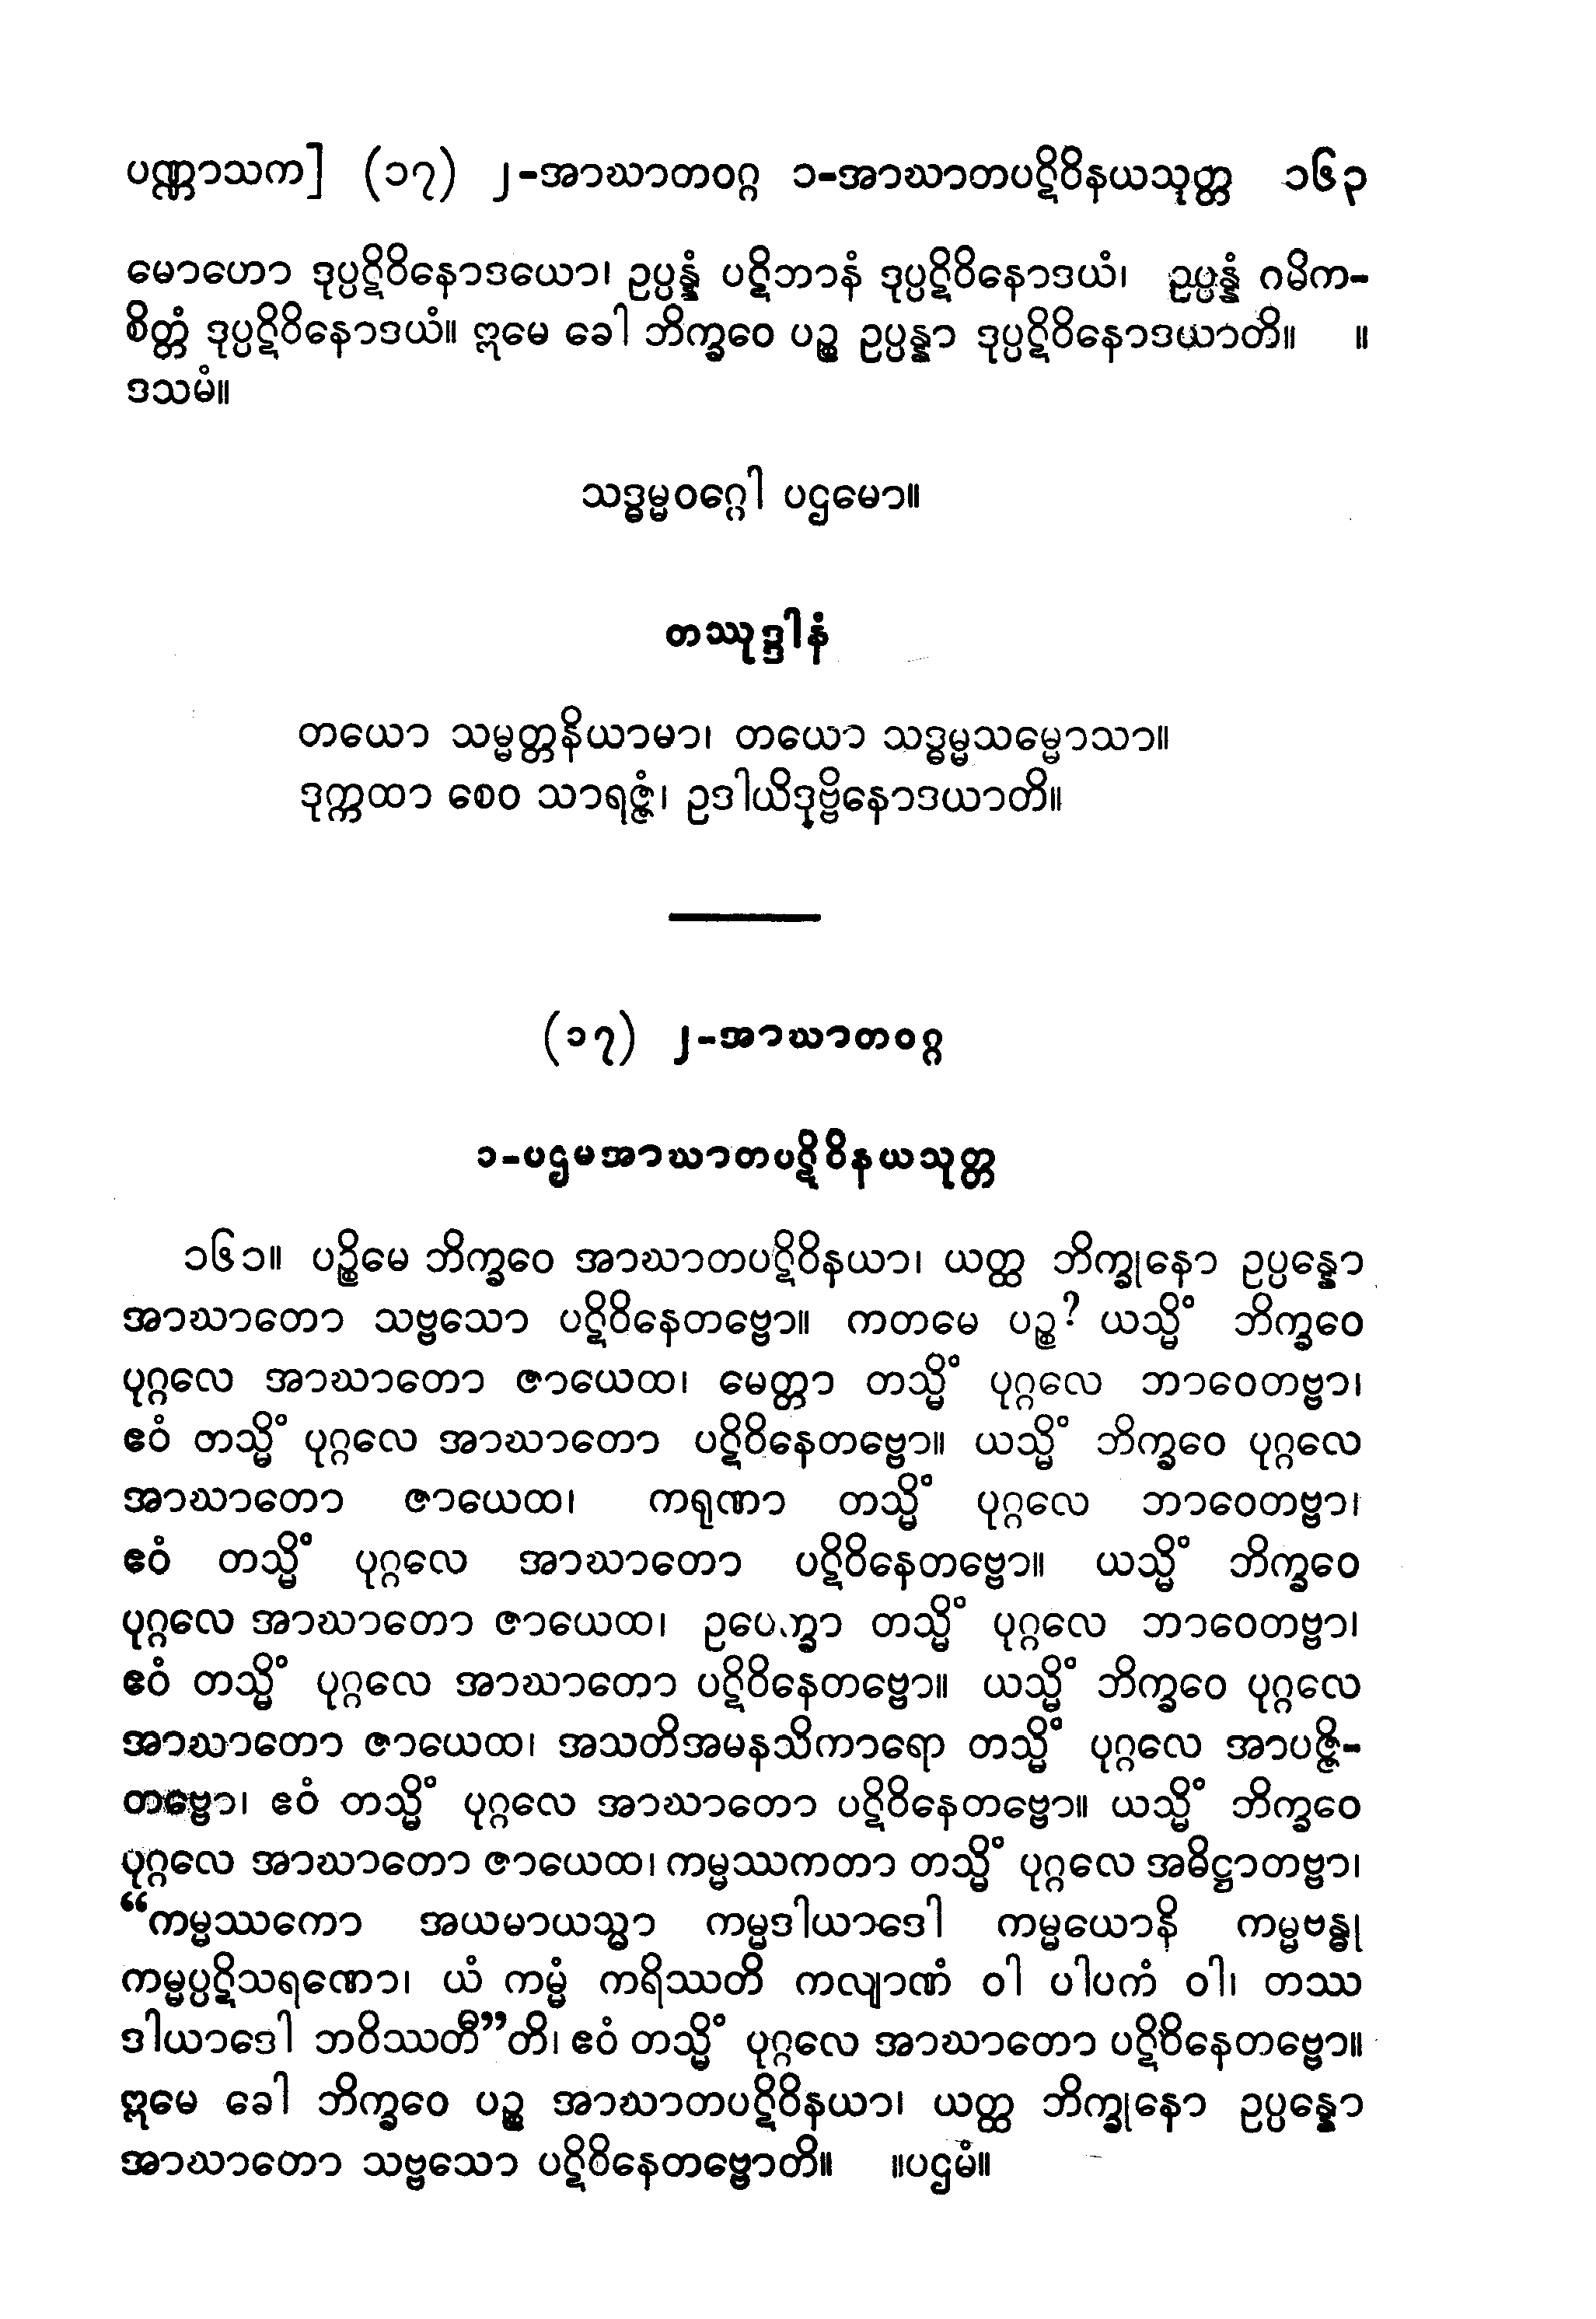 ပဏ္ဏာသက] (၁၇) ၂-အာဃာတဝဂ္ဂ ၁-အာဃာတပဋိဝိနယသုတ္တ ၁၆၃
မောဟော ဒုပ္ပဋိဝိနောဒယော၊ ဥပ္ပန္နံ ပဋိဘာနံ ဒုပ္ပဋိဝိနောဒယံ၊ ဥပ္ပန္နံ ဂမိက-
စိတ္တံ ဒုပ္ပဋိဝိနောဒယံ။ ဣမေ ခေါ ဘိက္ခဝေ ပဉ္စ ဥပ္ပန္နာ ဒုပ္ပဋိဝိနောဒယာတိ။ ။
ဒသမံ။
သဒ္ဓမ္မဝဂ္ဂေါ ပဌမော။
တဿုဒ္ဒါနံ
တယော သမ္မတ္တနိယာမာ၊ တယော သဒ္ဓမ္မသမ္မောသာ။
ဒုက္ကထာ စေဝ သာရဇ္ဇံ၊ ဥဒါယိဒုဗ္ဗိနောဒယာတိ။
(၁၇) ၂-အာဃာတဝဂ္ဂ
၁-ပဌမအာဃာတပဋိဝိနယသုတ္တ
၁၆၁။ ပဉ္စိမေ ဘိက္ခဝေ အာဃာတပဋိဝိနယာ၊ ယတ္ထ ဘိက္ခုနော ဥပ္ပန္နော
အာဃာတော သဗ္ဗသော ပဋိဝိနေတဗ္ဗော။ ကတမေ ပဉ္စ? ယသ္မိံ ဘိက္ခဝေ
ပုဂ္ဂလေ အာဃာတော ဇာယေထ၊ မေတ္တာ တသ္မိံ ပုဂ္ဂလေ ဘာဝေတဗ္ဗာ၊
ဧဝံ တသ္မိံ ပုဂ္ဂလေ အာဃာတော ပဋိဝိနေတဗ္ဗော။ ယသ္မိံ ဘိက္ခဝေ ပုဂ္ဂလေ
အာဃာတော ဇာယေထ၊ ကရုဏာ တသ္မိံ ပုဂ္ဂလေ ဘာဝေတဗ္ဗာ၊
ဧဝံ တသ္မိံ ပုဂ္ဂလေ အာဃာတော ပဋိဝိနေတဗ္ဗော။ ယသ္မိံ ဘိက္ခဝေ
ပုဂ္ဂလေ အာဃာတော ဇာယေထ၊ ဥပေက္ခာ တသ္မိံ ပုဂ္ဂလေ ဘာဝေတဗ္ဗာ၊
ဧဝံ တသ္မိံ ပုဂ္ဂလေ အာဃာတော ပဋိဝိနေတဗ္ဗော။ ယသ္မိံ ဘိက္ခဝေ ပုဂ္ဂလေ
အာဃာတော ဇာယေထ၊ အသတိအမနသိကာရော တသ္မိံ ပုဂ္ဂလေ အာပဇ္ဇိ-
တဗ္ဗော၊ ဧဝံ တသ္မိံ ပုဂ္ဂလေ အာဃာတော ပဋိဝိနေတဗ္ဗော။ ယသ္မိံ ဘိက္ခဝေ
ပုဂ္ဂလေ အာဃာတော ဇာယေထ၊ ကမ္မဿကတာ တသ္မိံ ပုဂ္ဂလေ အဓိဋ္ဌာတဗ္ဗာ၊
“ကမ္မဿကော အယမာယသ္မာ ကမ္မဒါယာဒေါ ကမ္မယောနိ ကမ္မဗန္ဓု
ကမ္မပ္ပဋိသရဏော၊ ယံ ကမ္မံ ကရိဿတိ ကလျာဏံ ဝါ ပါပကံ ဝါ၊ တဿ
ဒါယာဒေါ ဘဝိဿတီ”တိ၊ ဧဝံ တသ္မိံ ပုဂ္ဂလေ အာဃာတော ပဋိဝိနေတဗ္ဗော။
ဣမေ ခေါ ဘိက္ခဝေ ပဉ္စ အာဃာတပဋိဝိနယာ၊ ယတ္ထ ဘိက္ခုနော ဥပ္ပန္နော
အာဃာတော သဗ္ဗသော ပဋိဝိနေတဗ္ဗောတိ။ ။ပဌမံ။